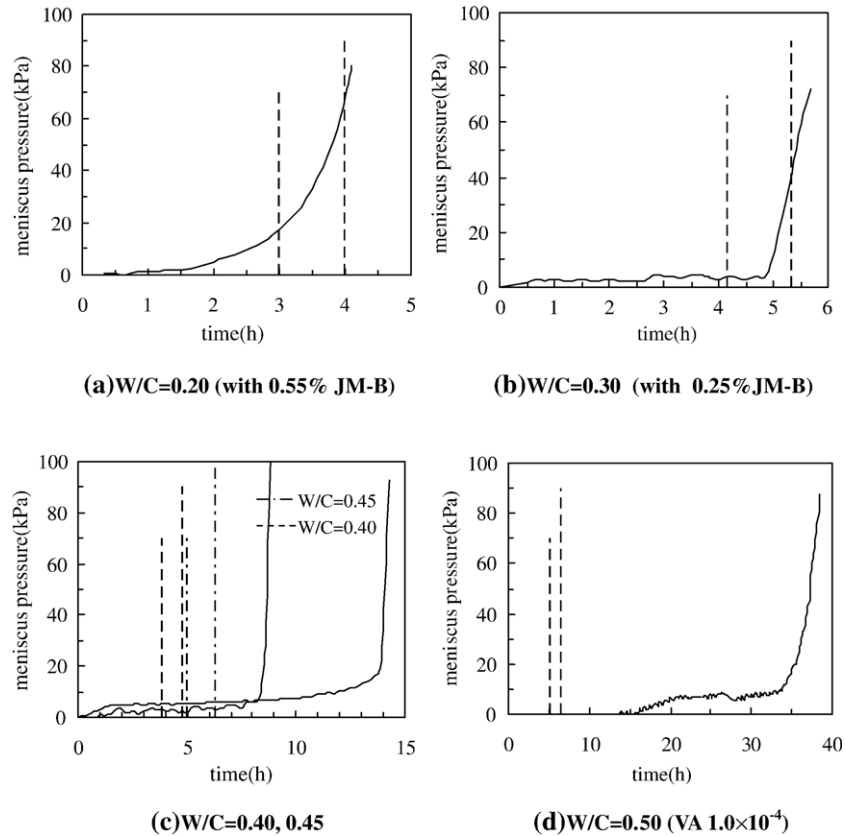 meniscus pressure(kPa)
100
80
60
40
20
0
0 1 2 3 4 5
time(h)
(a)W/C=0.20 (with 0.55% JM-B)
meniscus pressure(kPa)
100
80
60
40
20
0
0 1 2 3 4 5 6
time(h)
(b)W/C=0.30 (with 0.25%JM-B)
meniscus pressure(kPa)
100
80
60
40
20
0
W/C=0.45
W/C=0.40
0 5 10 15
time(h)
(c)W/C=0.40, 0.45
meniscus pressure(kPa)
100
80
60
40
20
0
0 10 20 30 40
time(h)
(d)W/C=0.50 (VA 1.0×10⁻⁴)